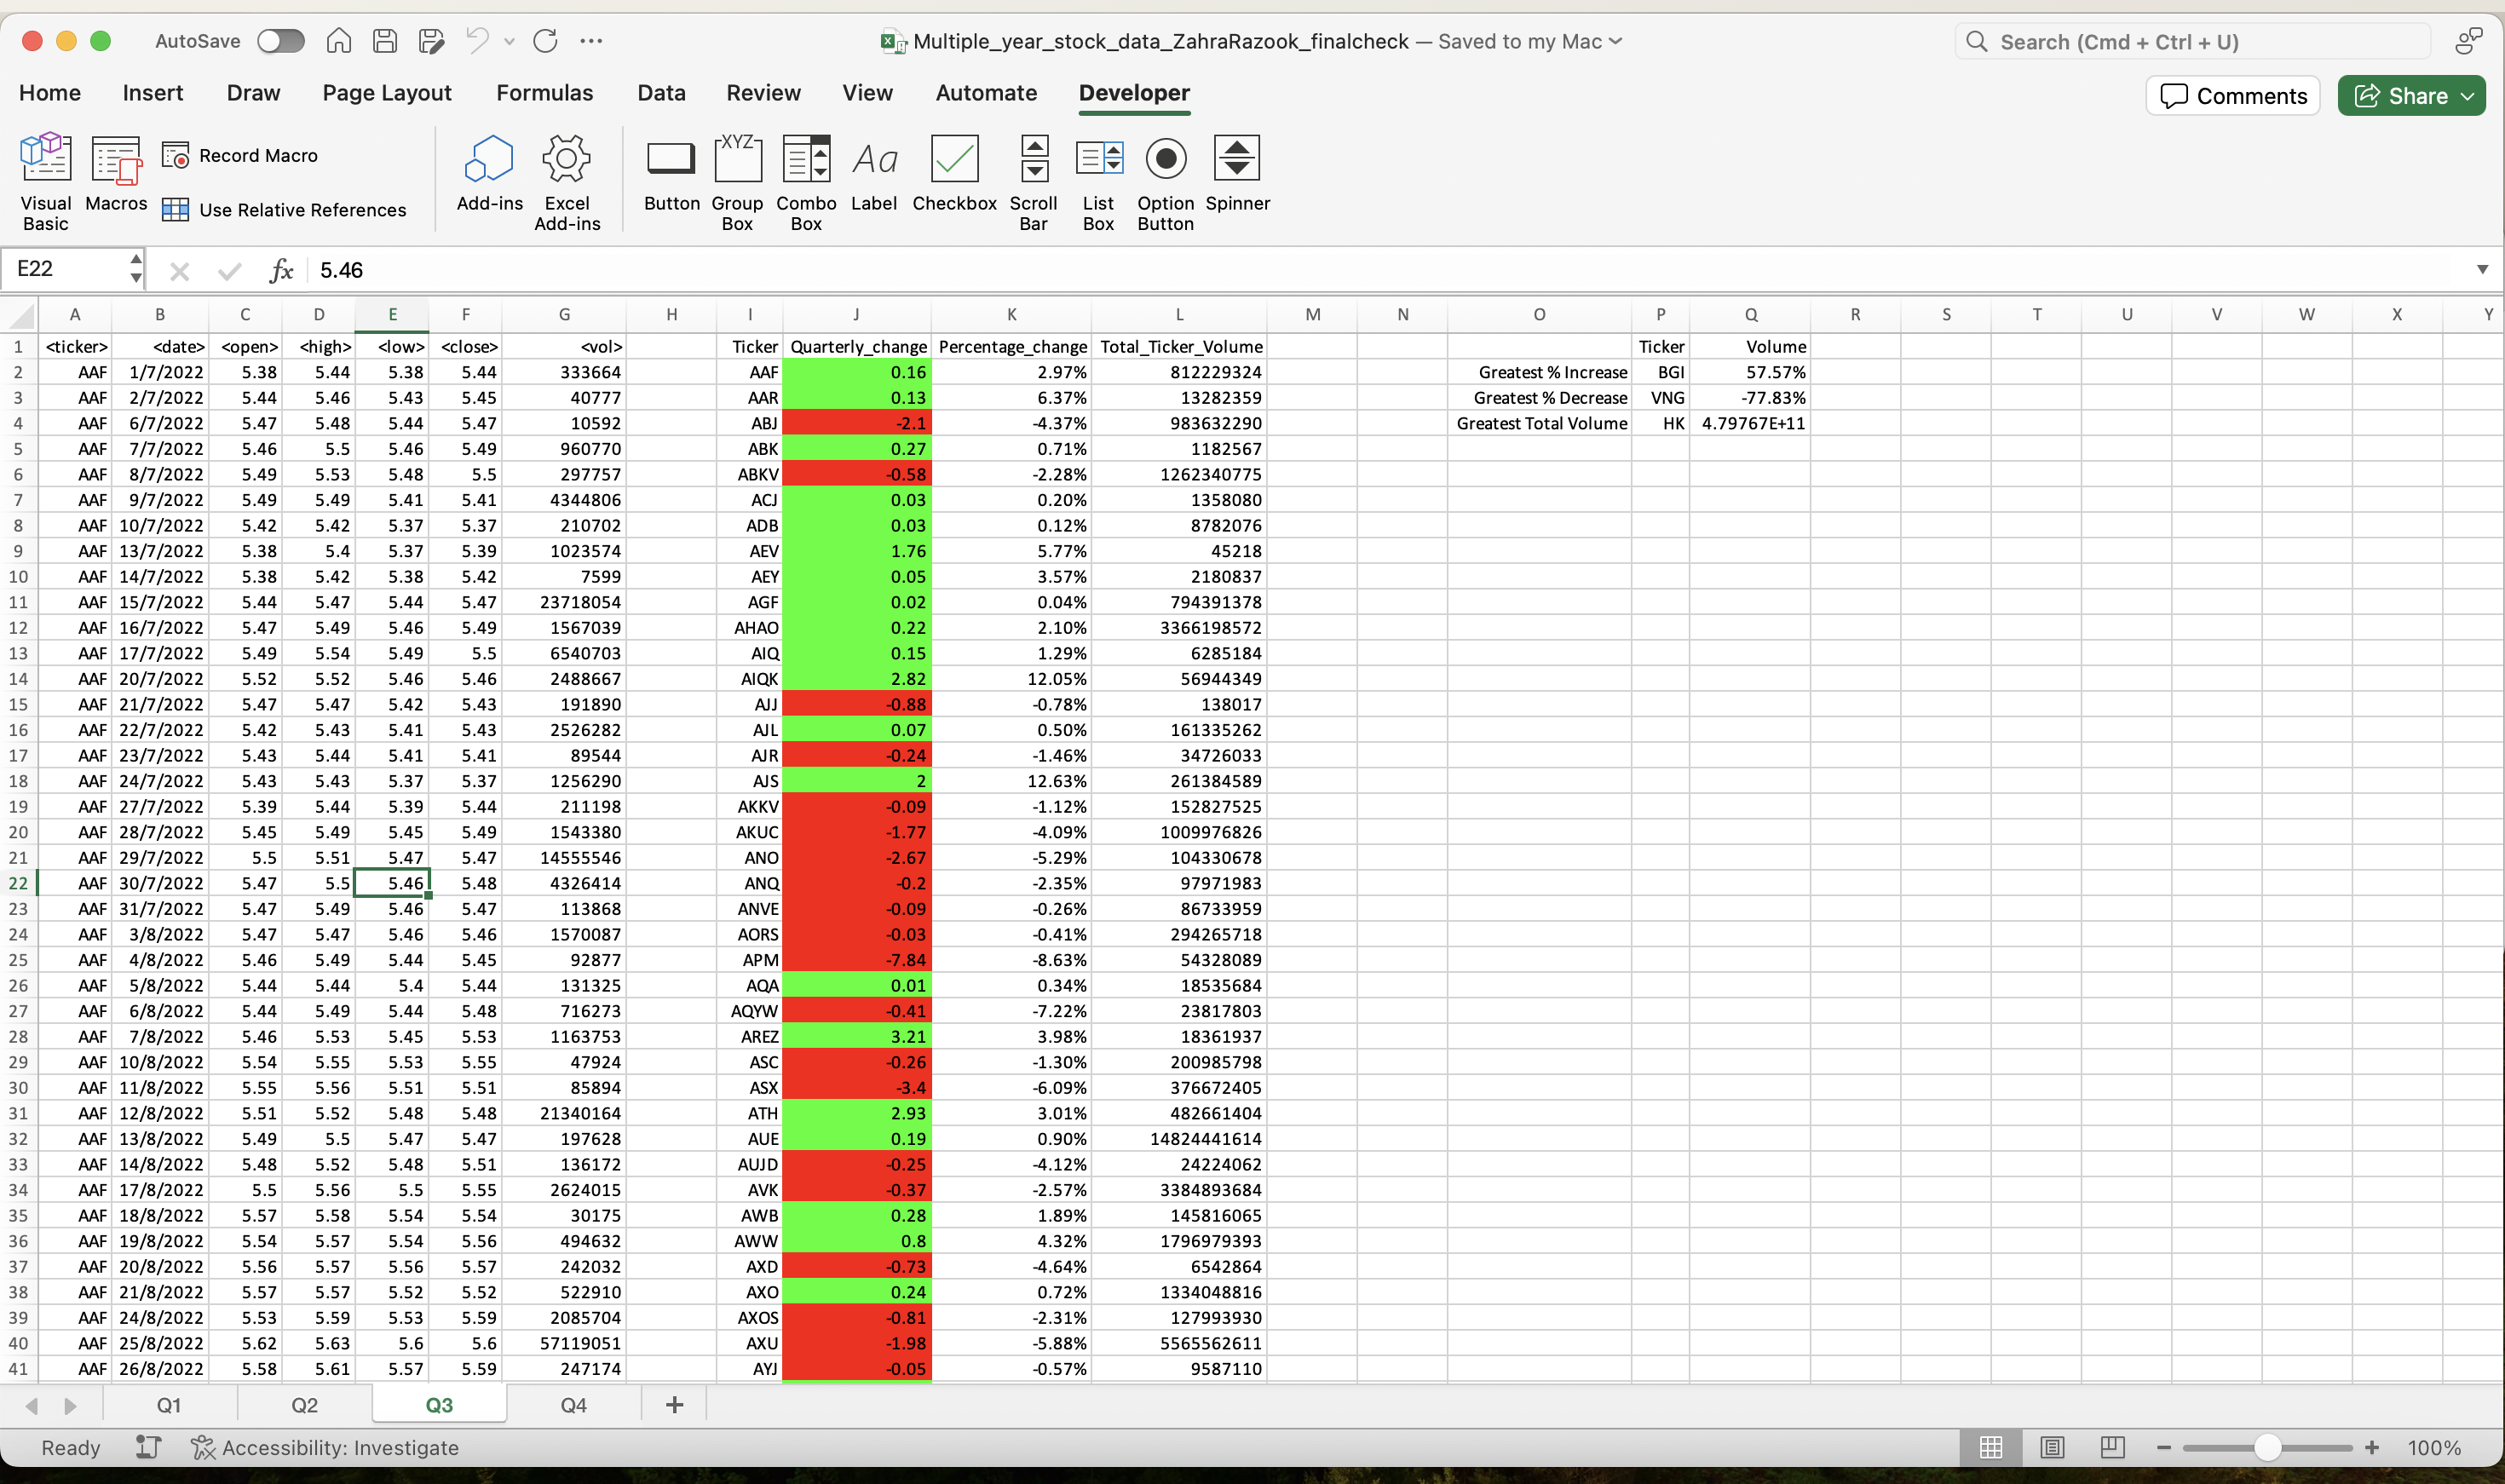 AutoSave Multiple_year_stock_data_ZahraRazook_finalcheck — Saved to my Mac Search (Cmd + Ctrl + U)
Home Insert Draw Page Layout Formulas Data Review View Automate Developer Comments Share
Record Macro XYZ Aa
Visual Basic Macros Use Relative References Add-ins Excel Add-ins Button Group Box Combo Box Label Checkbox Scroll Bar List Box Option Button Spinner
E22 fx 5.46
A B C D E F G H I J K L M N O P Q R S T U V W X Y
1 <ticker> <date> <open> <high> <low> <close> <vol> Ticker Quarterly_change Percentage_change Total_Ticker_Volume Ticker Volume
2 AAF 1/7/2022 5.38 5.44 5.38 5.44 333664 AAF 0.16 2.97% 812229324 Greatest % Increase BGI 57.57%
3 AAF 2/7/2022 5.44 5.46 5.43 5.45 40777 AAR 0.13 6.37% 13282359 Greatest % Decrease VNG -77.83%
4 AAF 6/7/2022 5.47 5.48 5.44 5.47 10592 ABJ -2.1 -4.37% 983632290 Greatest Total Volume HK 4.79767E+11
5 AAF 7/7/2022 5.46 5.5 5.46 5.49 960770 ABK 0.27 0.71% 1182567
6 AAF 8/7/2022 5.49 5.53 5.48 5.5 297757 ABKV -0.58 -2.28% 1262340775
7 AAF 9/7/2022 5.49 5.49 5.41 5.41 4344806 ACJ 0.03 0.20% 1358080
8 AAF 10/7/2022 5.42 5.42 5.37 5.37 210702 ADB 0.03 0.12% 8782076
9 AAF 13/7/2022 5.38 5.4 5.37 5.39 1023574 AEV 1.76 5.77% 45218
10 AAF 14/7/2022 5.38 5.42 5.38 5.42 7599 AEY 0.05 3.57% 2180837
11 AAF 15/7/2022 5.44 5.47 5.44 5.47 23718054 AGF 0.02 0.04% 794391378
12 AAF 16/7/2022 5.47 5.49 5.46 5.49 1567039 AHAO 0.22 2.10% 3366198572
13 AAF 17/7/2022 5.49 5.54 5.49 5.5 6540703 AIQ 0.15 1.29% 6285184
14 AAF 20/7/2022 5.52 5.52 5.46 5.46 2488667 AIQK 2.82 12.05% 56944349
15 AAF 21/7/2022 5.47 5.47 5.42 5.43 191890 AJJ -0.88 -0.78% 138017
16 AAF 22/7/2022 5.42 5.43 5.41 5.43 2526282 AJL 0.07 0.50% 161335262
17 AAF 23/7/2022 5.43 5.44 5.41 5.41 89544 AJR -0.24 -1.46% 34726033
18 AAF 24/7/2022 5.43 5.43 5.37 5.37 1256290 AJS 2 12.63% 261384589
19 AAF 27/7/2022 5.39 5.44 5.39 5.44 211198 AKKV -0.09 -1.12% 152827525
20 AAF 28/7/2022 5.45 5.49 5.45 5.49 1543380 AKUC -1.77 -4.09% 1009976826
21 AAF 29/7/2022 5.5 5.51 5.47 5.47 14555546 ANO -2.67 -5.29% 104330678
22 AAF 30/7/2022 5.47 5.5 5.46 5.48 4326414 ANQ -0.2 -2.35% 97971983
23 AAF 31/7/2022 5.47 5.49 5.46 5.47 113868 ANVE -0.09 -0.26% 86733959
24 AAF 3/8/2022 5.47 5.47 5.46 5.46 1570087 AORS -0.03 -0.41% 294265718
25 AAF 4/8/2022 5.46 5.49 5.44 5.45 92877 APM -7.84 -8.63% 54328089
26 AAF 5/8/2022 5.44 5.44 5.4 5.44 131325 AQA 0.01 0.34% 18535684
27 AAF 6/8/2022 5.44 5.49 5.44 5.48 716273 AQYW -0.41 -7.22% 23817803
28 AAF 7/8/2022 5.46 5.53 5.45 5.53 1163753 AREZ 3.21 3.98% 18361937
29 AAF 10/8/2022 5.54 5.55 5.53 5.55 47924 ASC -0.26 -1.30% 200985798
30 AAF 11/8/2022 5.55 5.56 5.51 5.51 85894 ASX -3.4 -6.09% 376672405
31 AAF 12/8/2022 5.51 5.52 5.48 5.48 21340164 ATH 2.93 3.01% 482661404
32 AAF 13/8/2022 5.49 5.5 5.47 5.47 197628 AUE 0.19 0.90% 14824441614
33 AAF 14/8/2022 5.48 5.52 5.48 5.51 136172 AUJD -0.25 -4.12% 24224062
34 AAF 17/8/2022 5.5 5.56 5.5 5.55 2624015 AVK -0.37 -2.57% 3384893684
35 AAF 18/8/2022 5.57 5.58 5.54 5.54 30175 AWB 0.28 1.89% 145816065
36 AAF 19/8/2022 5.54 5.57 5.54 5.56 494632 AWW 0.8 4.32% 1796979393
37 AAF 20/8/2022 5.56 5.57 5.56 5.57 242032 AXD -0.73 -4.64% 6542864
38 AAF 21/8/2022 5.57 5.57 5.52 5.52 522910 AXO 0.24 0.72% 1334048816
39 AAF 24/8/2022 5.53 5.59 5.53 5.59 2085704 AXOS -0.81 -2.31% 127993930
40 AAF 25/8/2022 5.62 5.63 5.6 5.6 57119051 AXU -1.98 -5.88% 5565562611
41 AAF 26/8/2022 5.58 5.61 5.57 5.59 247174 AYJ -0.05 -0.57% 9587110
Q1 Q2 Q3 Q4 +
Ready Accessibility: Investigate 100%